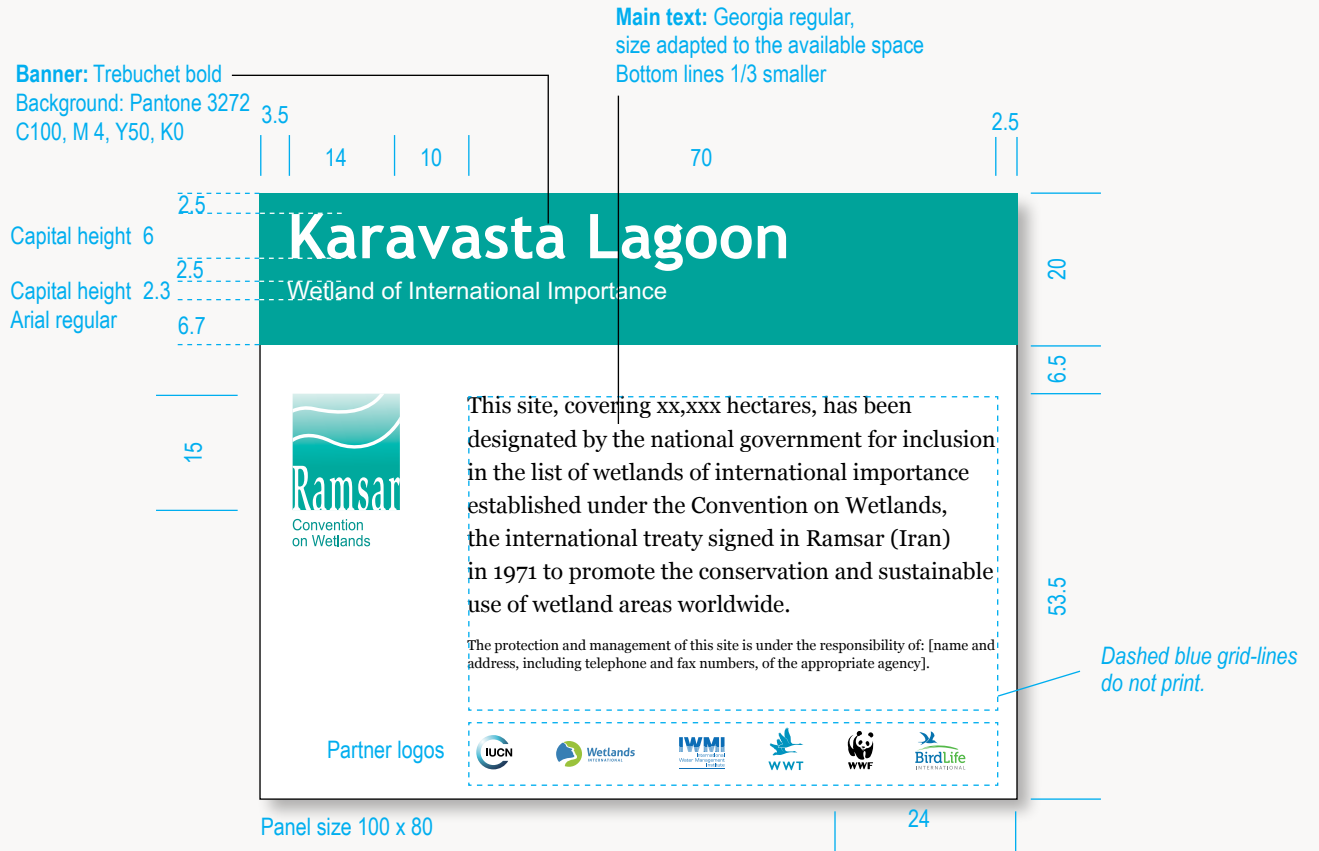 Main text: Georgia regular,
size adapted to the available space
Bottom lines 1/3 smaller
Banner: Trebuchet bold
Background: Pantone 3272
C100, M 4, Y50, K0
3.5
14
10
70
2.5
2.5
Capital height 6
2.5
Capital height 2.3
Arial regular
6.7
Karavasta Lagoon
Wetland of International Importance
20
6.5
15
53.5
Ramsar
Convention
on Wetlands
This site, covering xx,xxx hectares, has been
designated by the national government for inclusion
in the list of wetlands of international importance
established under the Convention on Wetlands,
the international treaty signed in Ramsar (Iran)
in 1971 to promote the conservation and sustainable
use of wetland areas worldwide.
The protection and management of this site is under the responsibility of: [name and
address, including telephone and fax numbers, of the appropriate agency].
Dashed blue grid-lines
do not print.
Partner logos
IUCN
Wetlands
INTERNATIONAL
IWMI
International
Water Management
Institute
WWT
WWF
BirdLife
INTERNATIONAL
Panel size 100 x 80
24